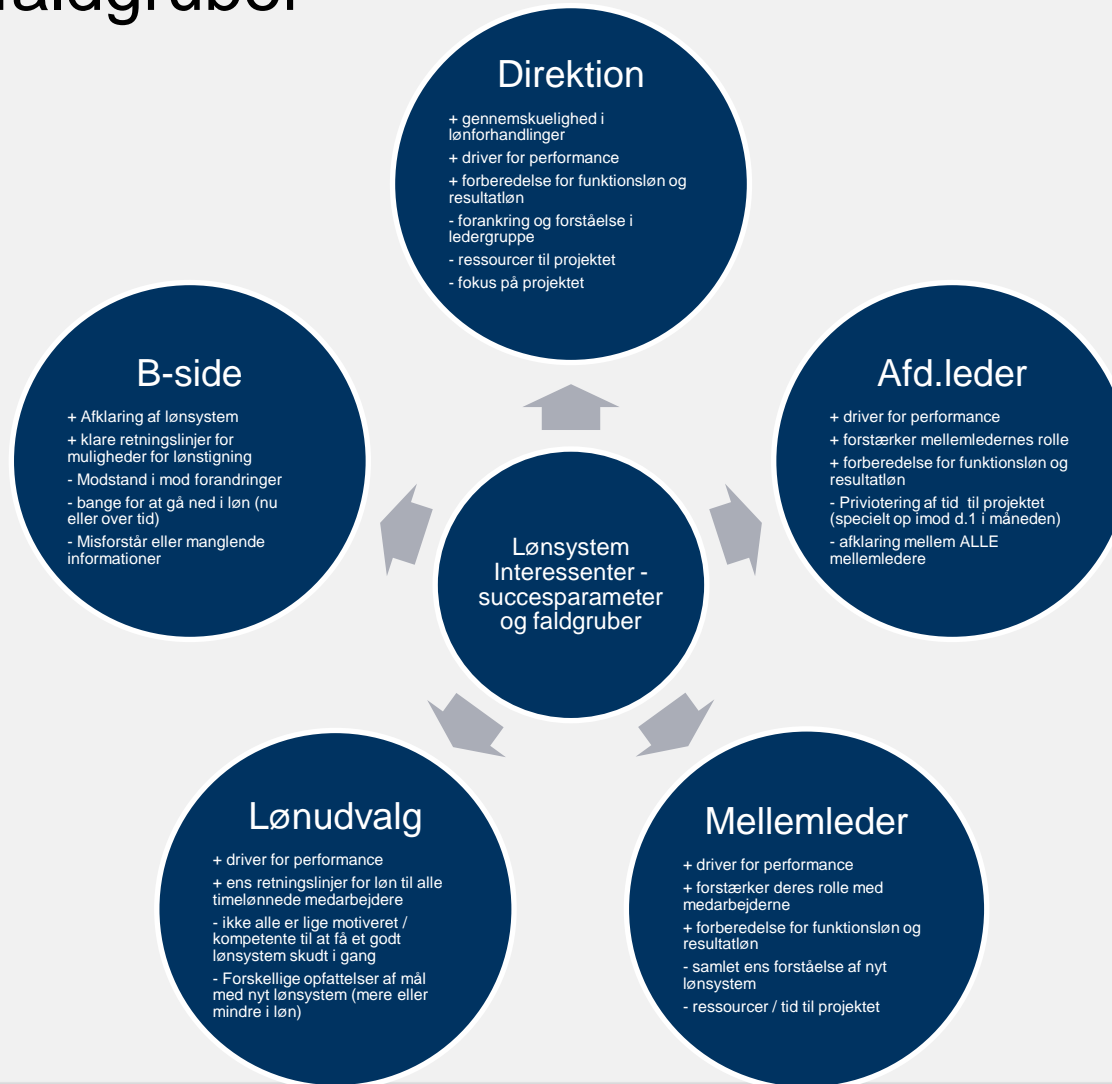 faldgruber
Direktion
+ gennemskuelighed i
lønforhandlinger
+ driver for performance
+ forberedelse for funktionsløn og
resultatløn
- forankring og forståelse i
ledergruppe
- ressourcer til projektet
- fokus på projektet
B-side
+ Afklaring af lønsystem
+ klare retningslinjer for
muligheder for lønstigning
- Modstand i mod forandringer
- bange for at gå ned i løn (nu
eller over tid)
- Misforstår eller manglende
informationer
Afd.leder
+ driver for performance
+ forstærker mellemledernes rolle
+ forberedelse for funktionsløn og
resultatløn
- Priviotering af tid til projektet
(specielt op imod d.1 i måneden)
- afklaring mellem ALLE
mellemledere
Lønsystem
Interessenter -
succesparameter
og faldgruber
Lønudvalg
+ driver for performance
+ ens retningslinjer for løn til alle
timelønnede medarbejdere
- ikke alle er lige motiveret /
kompetente til at få et godt
lønsystem skudt i gang
- Forskellige opfattelser af mål
med nyt lønsystem (mere eller
mindre i løn)
Mellemleder
+ driver for performance
+ forstærker deres rolle med
medarbejderne
+ forberedelse for funktionsløn og
resultatløn
- samlet ens forståelse af nyt
lønsystem
- ressourcer / tid til projektet